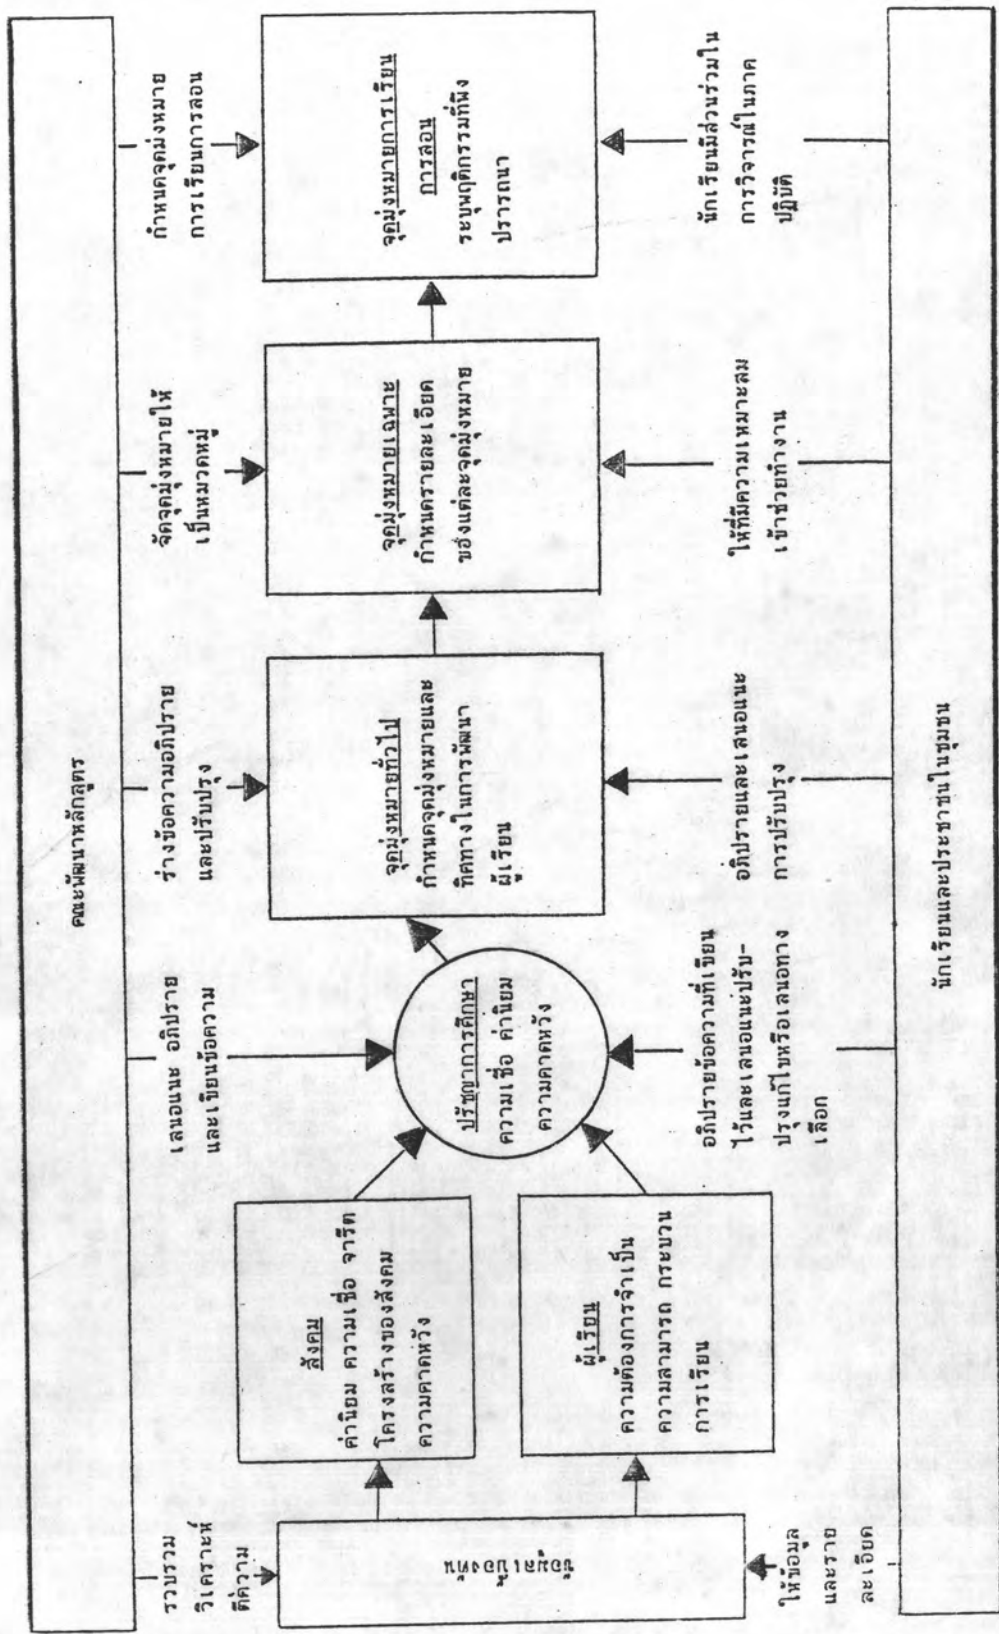 คณะพัฒนาหลักสูตร
รวบรวม
วิเคราะห์
ตีความ
เสนอแนะ อภิปราย
และเขียนข้อความ
ร่างข้อความอภิปราย
และปรับปรุง
จัดจุดมุ่งหมายให้
เป็นหมวดหมู่
กำหนดจุดมุ่งหมาย
การเรียนการสอน
ข้อมูลเบื้องต้น
สังคม
ค่านิยม ความเชื่อ จารีต
โครงสร้างของสังคม
ความคาดหวัง
ผู้เรียน
ความต้องการจำเป็น
ความสามารถ กระบวน
การเรียน
ปรัชญาการศึกษา
ความเชื่อ ค่านิยม
ความคาดหวัง
จุดมุ่งหมายทั่วไป
กำหนดจุดมุ่งหมายและ
ทิศทางในการพัฒนา
ผู้เรียน
จุดมุ่งหมายเฉพาะ
กำหนดรายละเอียด
ของแต่ละจุดมุ่งหมาย
จุดมุ่งหมายการเรียน
การสอน
ระบุพฤติกรรมที่พึง
ปรารถนา
ให้ข้อมูล
และราย
ละเอียด
อภิปรายข้อความที่เขียน
ไว้และเสนอแนะปรับ-
ปรุงแก้ไขหรือเสนอทาง
เลือก
อภิปรายและเสนอแนะ
การปรับปรุง
ให้ที่มีความเหมาะสม
เข้าช่วยทำงาน
นักเรียนมีส่วนร่วมใน
การวิจารณ์ในภาค
ปฏิบัติ
นักเรียนและประชาชนในชุมชน